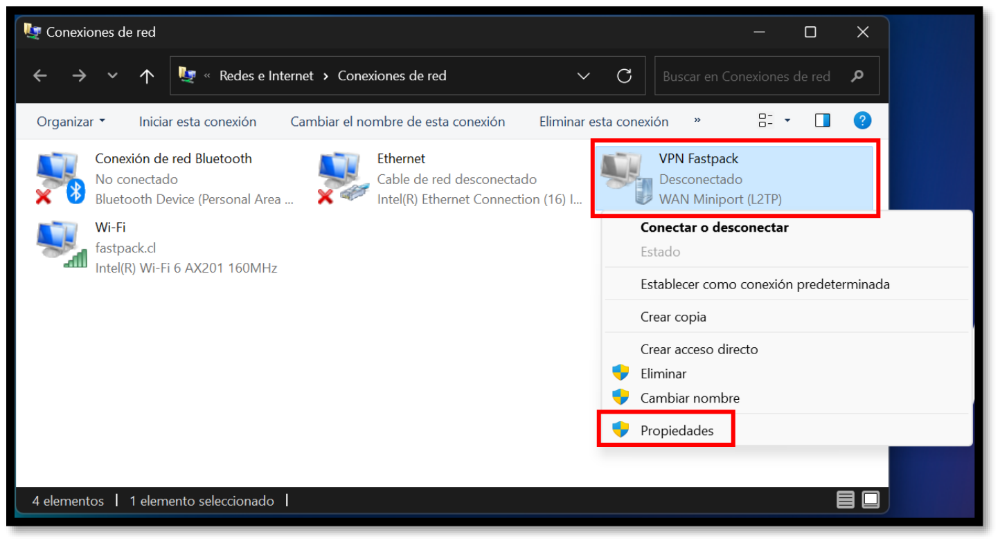 Conexiones de red
« Redes e Internet › Conexiones de red
Buscar en Conexiones de red
Organizar Iniciar esta conexión Cambiar el nombre de esta conexión Eliminar esta conexión » ?
Conexión de red Bluetooth
No conectado
Bluetooth Device (Personal Area ...
Ethernet
Cable de red desconectado
Intel(R) Ethernet Connection (16) I...
VPN Fastpack
Desconectado
WAN Miniport (L2TP)
Wi-Fi
fastpack.cl
Intel(R) Wi-Fi 6 AX201 160MHz
Conectar o desconectar
Estado
Establecer como conexión predeterminada
Crear copia
Crear acceso directo
Eliminar
Cambiar nombre
Propiedades
4 elementos | 1 elemento seleccionado |